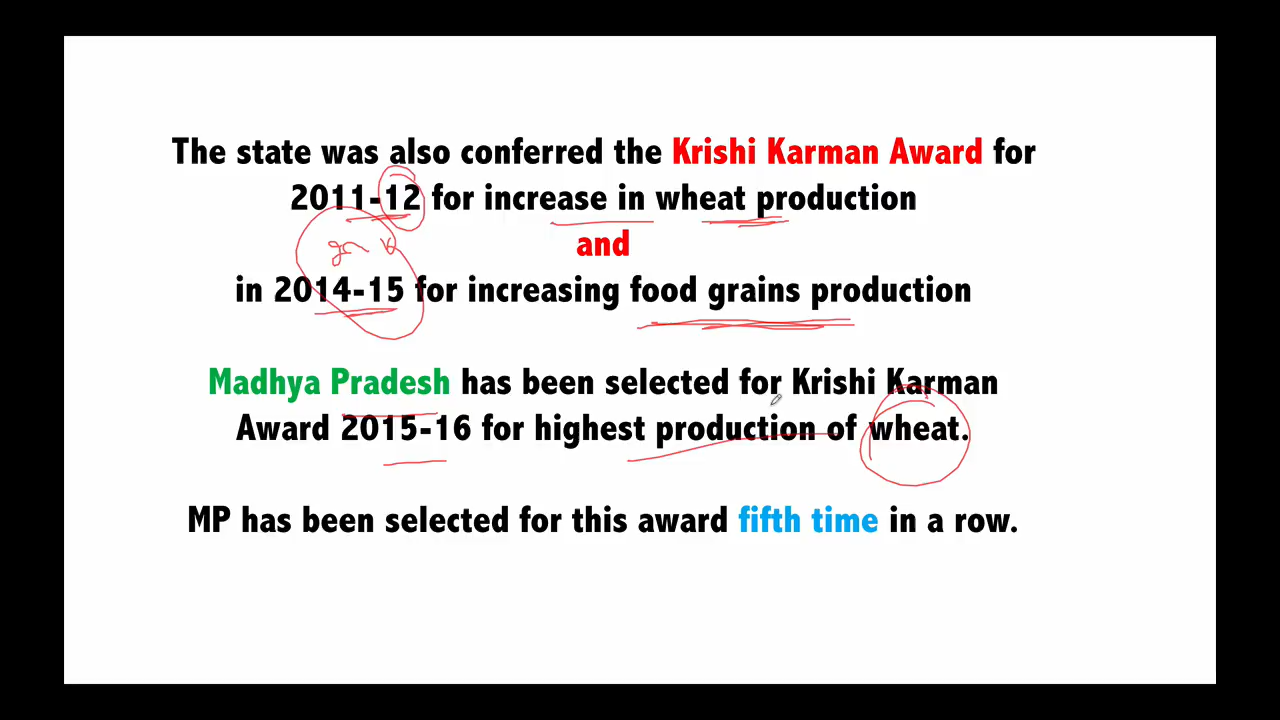 The state was also conferred the Krishi Karman Award for
2011-12 for increase in wheat production
and
in 2014-15 for increasing food grains production
Madhya Pradesh has been selected for Krishi Karman
Award 2015-16 for highest production of wheat.
MP has been selected for this award fifth time in a row.